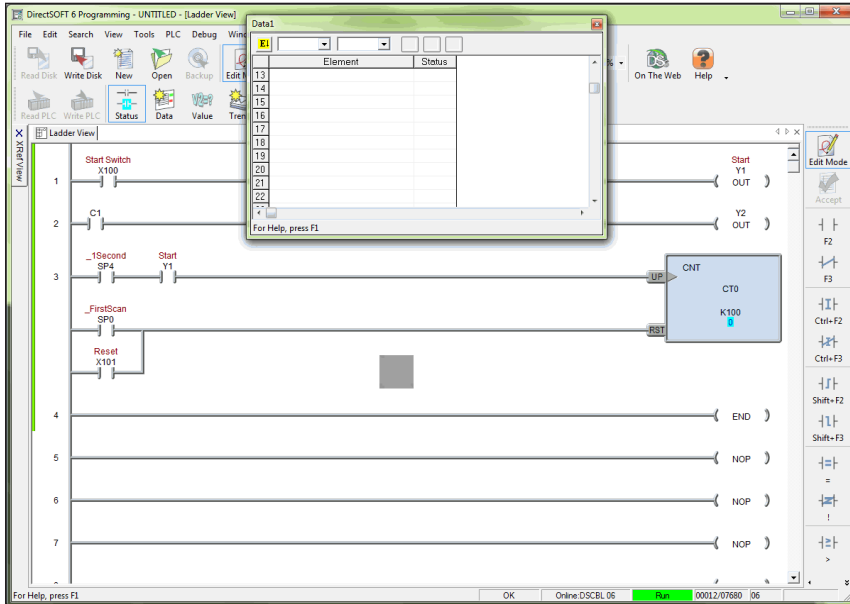 DirectSOFT 6 Programming - UNTITLED - [Ladder View]
File Edit Search View Tools PLC Debug
Read Disk Write Disk New Open Backup
On The Web Help
Read PLC Write PLC Status Data Value
Data1
Element Status
13
14
15
16
17
18
19
20
21
22
For Help, press F1
XRefView
Ladder View
Start Switch
X100
1
Start
Y1
OUT
C1
2
Y2
OUT
_1Second
SP4
Start
Y1
3
UP
CNT
CT0
K100
0
_FirstScan
SP0
RST
Reset
X101
4
END
5
NOP
6
NOP
7
NOP
Edit Mode
Accept
F2
F3
Ctrl+F2
Ctrl+F3
Shift+F2
Shift+F3
=
!
>
For Help, press F1
OK
Online:DSCBL 06
Run
00012/07680
06